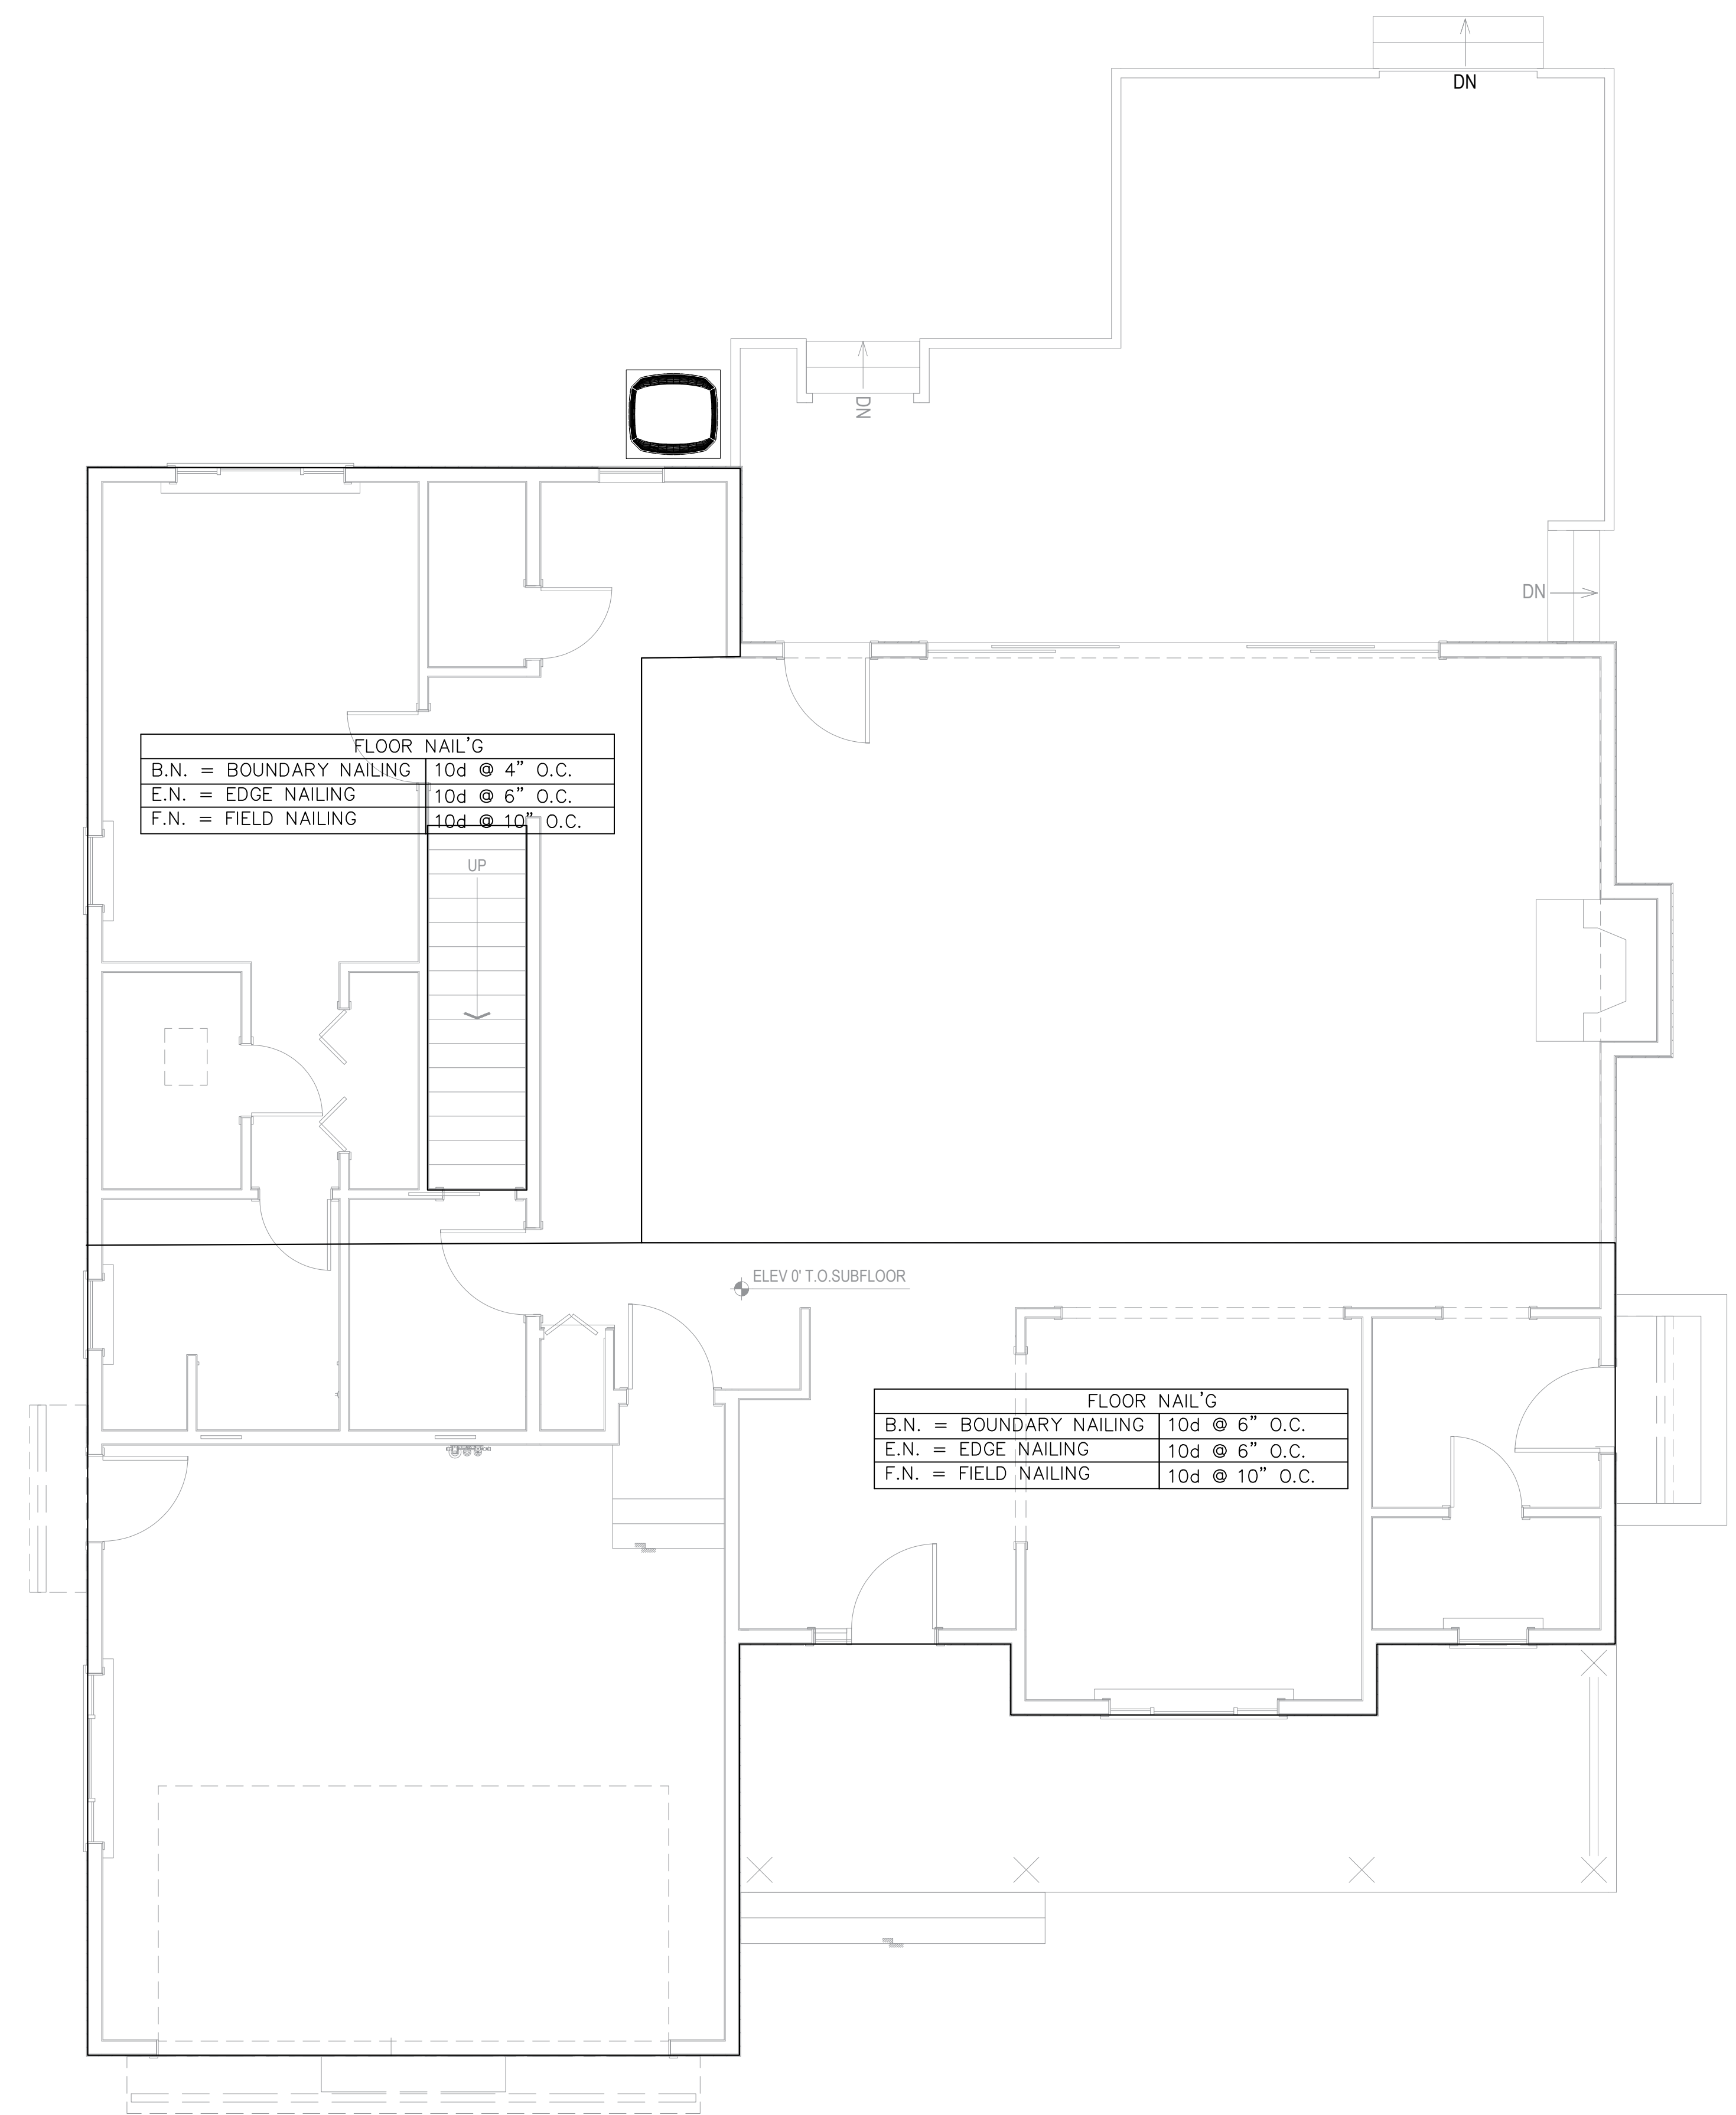 DN
DN
DN
FLOOR NAIL'G
B.N. = BOUNDARY NAILING 10d @ 4" O.C.
E.N. = EDGE NAILING 10d @ 6" O.C.
F.N. = FIELD NAILING 10d @ 10" O.C.
UP
ELEV 0' T.O.SUBFLOOR
FLOOR NAIL'G
B.N. = BOUNDARY NAILING 10d @ 6" O.C.
E.N. = EDGE NAILING 10d @ 6" O.C.
F.N. = FIELD NAILING 10d @ 10" O.C.